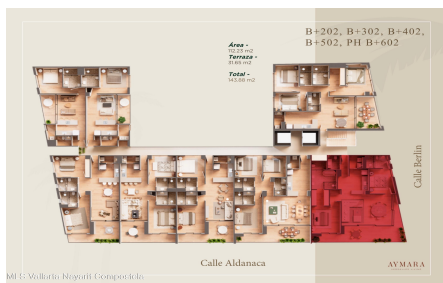 B+202, B+302, B+402,
B+502, PH B+602
Área -
112.23 m2
Terraza -
31.65 m2
Total -
143.88 m2
Calle Berlin
Calle Aldanaca
AYMARA
MLS Vallarta Nayarit Compostela